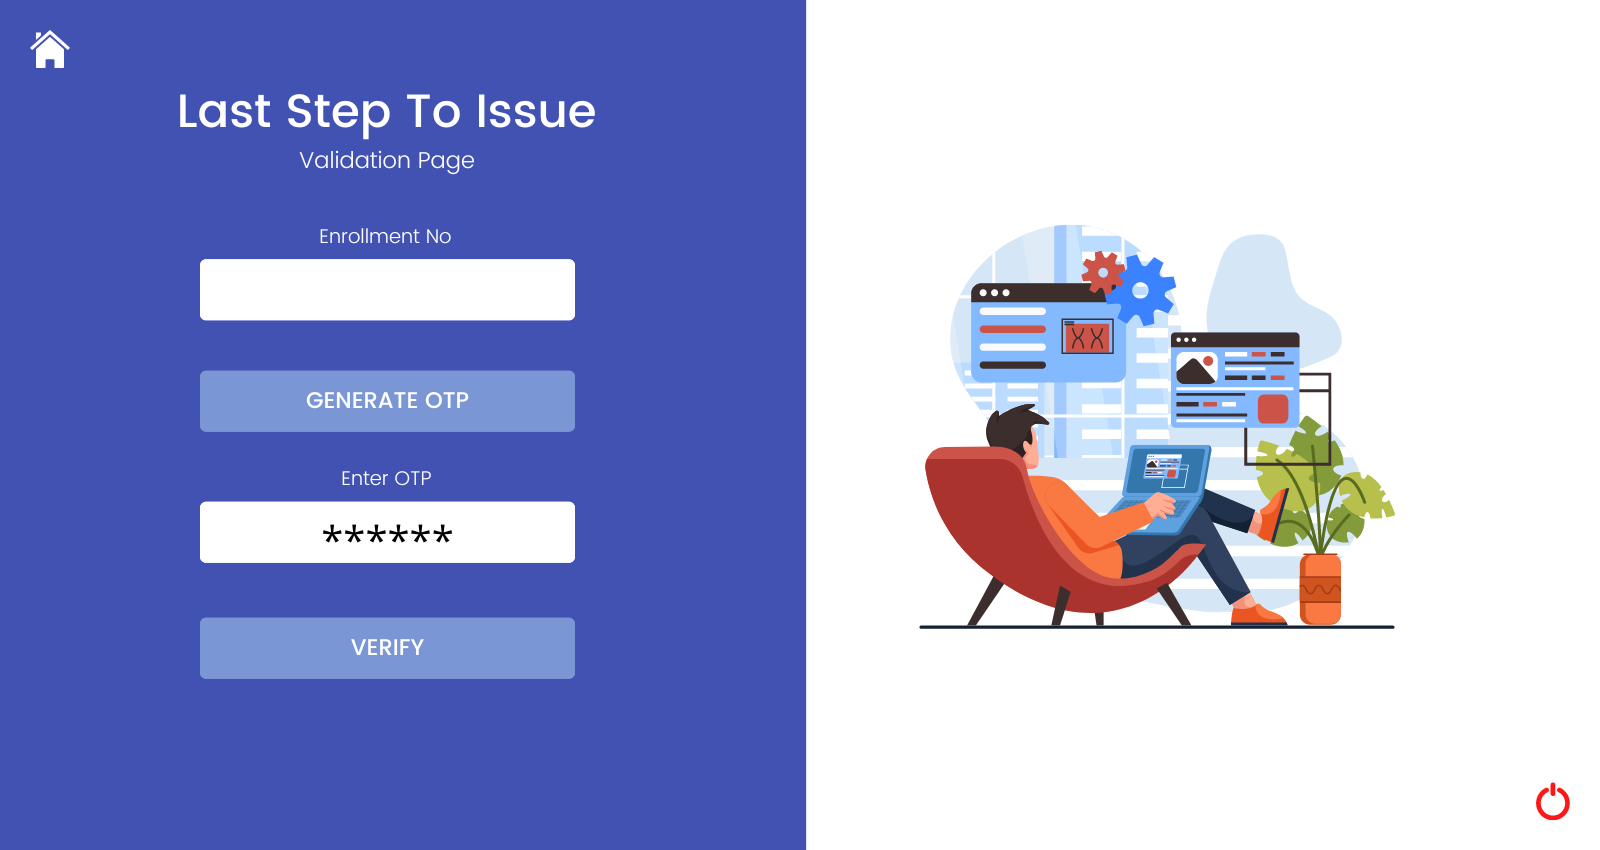 Last Step To Issue
Validation Page
Enrollment No
GENERATE OTP
Enter OTP
******
VERIFY